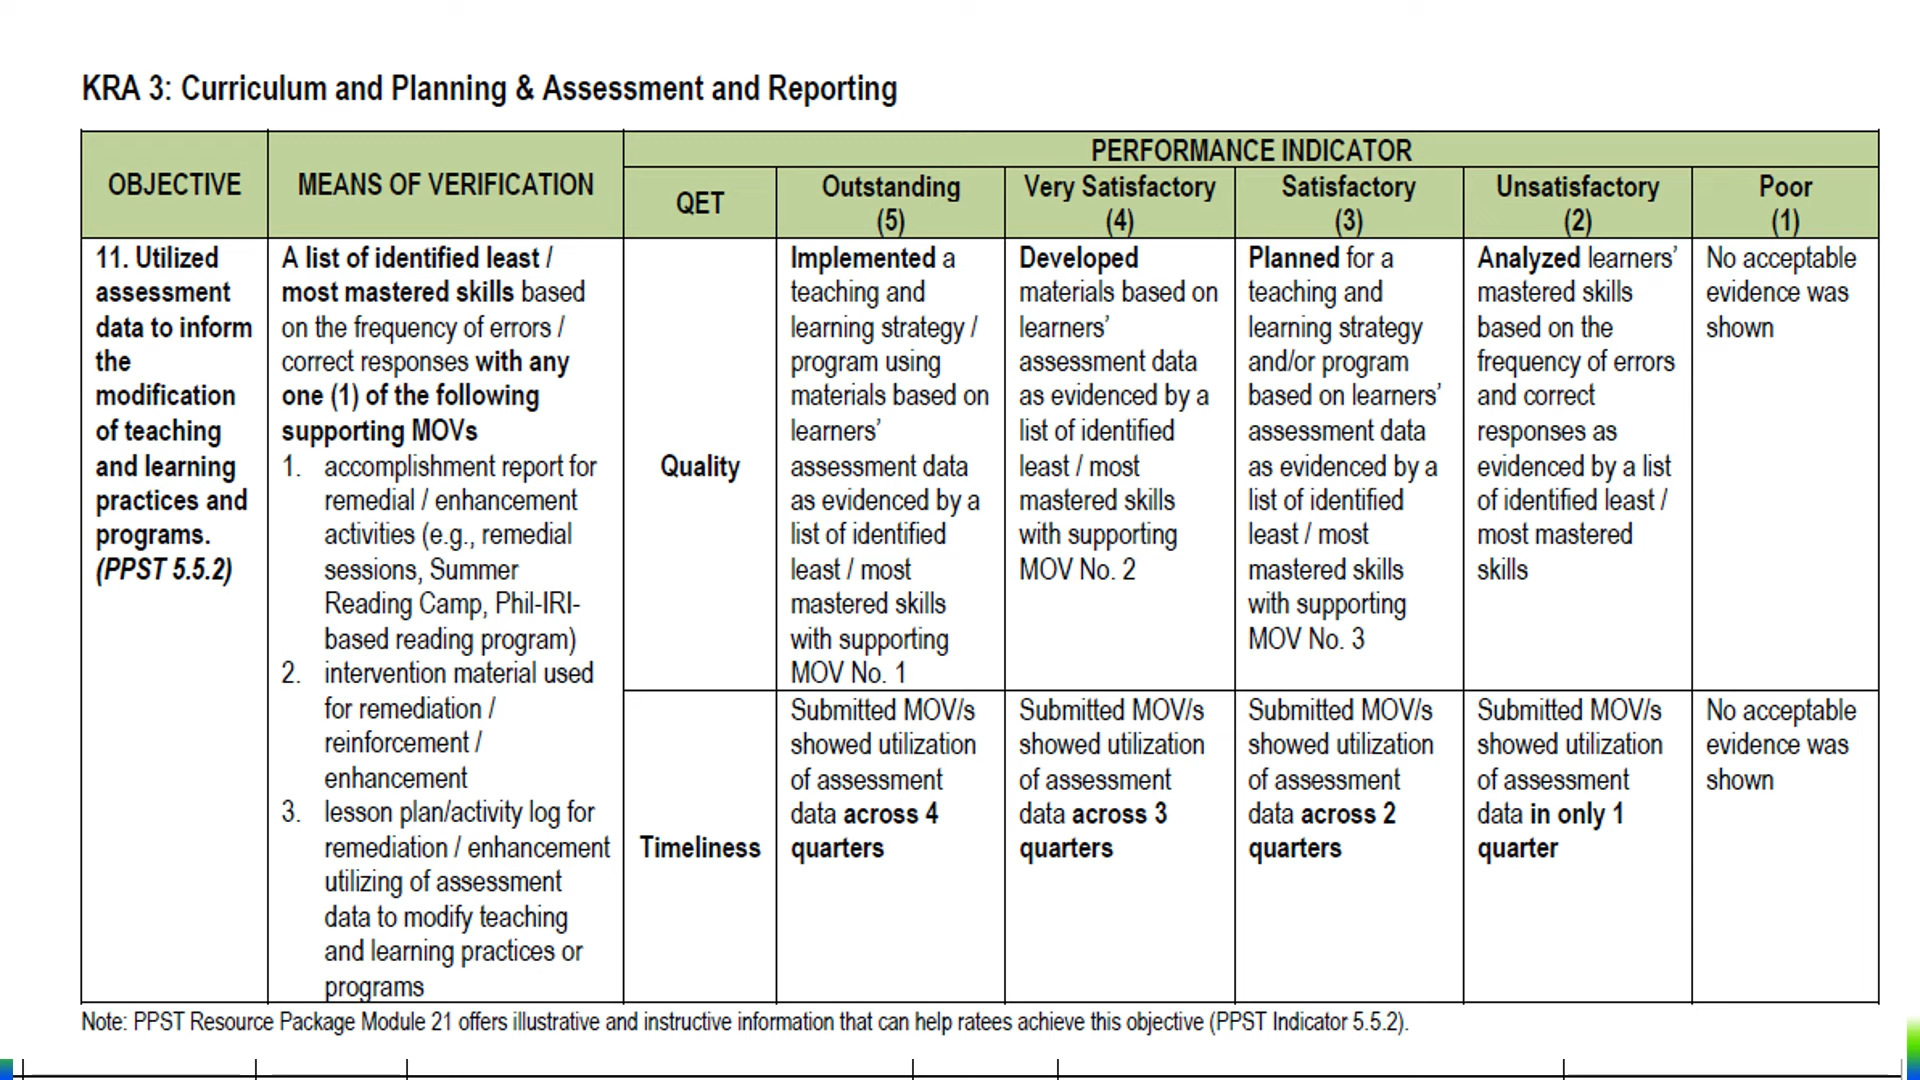 KRA 3: Curriculum and Planning & Assessment and Reporting
OBJECTIVE
MEANS OF VERIFICATION
PERFORMANCE INDICATOR
QET
Outstanding
(5)
Very Satisfactory
(4)
Satisfactory
(3)
Unsatisfactory
(2)
Poor
(1)
11. Utilized
assessment
data to inform
the
modification
of teaching
and learning
practices and
programs.
(PPST 5.5.2)
A list of identified least /
most mastered skills based
on the frequency of errors /
correct responses with any
one (1) of the following
supporting MOVs
1. accomplishment report for
remedial / enhancement
activities (e.g., remedial
sessions, Summer
Reading Camp, Phil-IRI-
based reading program)
2. intervention material used
for remediation /
reinforcement /
enhancement
3. lesson plan/activity log for
remediation / enhancement
utilizing of assessment
data to modify teaching
and learning practices or
programs
Quality
Implemented a
teaching and
learning strategy /
program using
materials based on
learners’
assessment data
as evidenced by a
list of identified
least / most
mastered skills
with supporting
MOV No. 1
Developed
materials based on
learners’
assessment data
as evidenced by a
list of identified
least / most
mastered skills
with supporting
MOV No. 2
Planned for a
teaching and
learning strategy
and/or program
based on learners’
assessment data
as evidenced by a
list of identified
least / most
mastered skills
with supporting
MOV No. 3
Analyzed learners’
mastered skills
based on the
frequency of errors
and correct
responses as
evidenced by a list
of identified least /
most mastered
skills
No acceptable
evidence was
shown
Timeliness
Submitted MOV/s
showed utilization
of assessment
data across 4
quarters
Submitted MOV/s
showed utilization
of assessment
data across 3
quarters
Submitted MOV/s
showed utilization
of assessment
data across 2
quarters
Submitted MOV/s
showed utilization
of assessment
data in only 1
quarter
No acceptable
evidence was
shown
Note: PPST Resource Package Module 21 offers illustrative and instructive information that can help ratees achieve this objective (PPST Indicator 5.5.2).